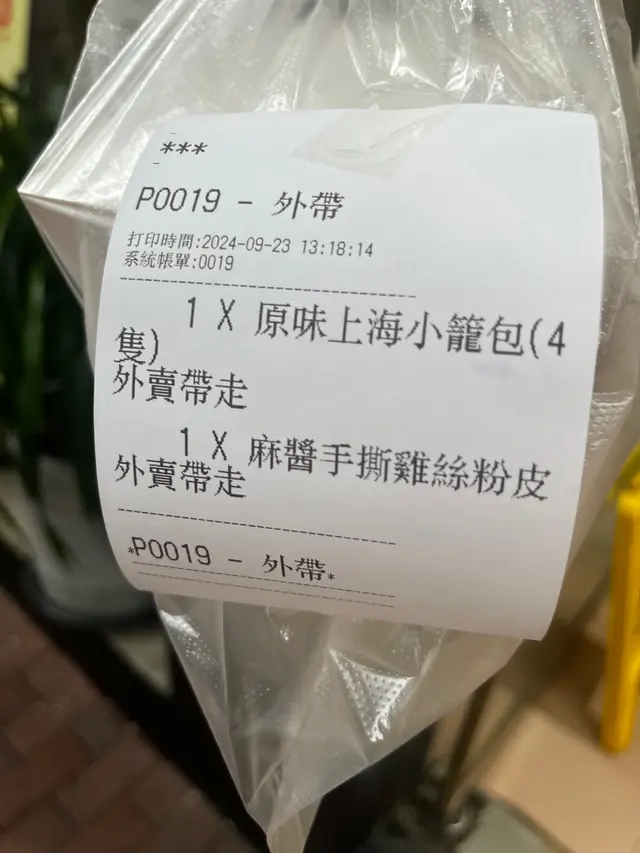 ***
P0019 - 外帶
打印時間:2024-09-23 13:18:14
系統帳單:0019
1 X 原味上海小籠包(4
隻)
外賣帶走
1 X 麻醬手撕雞絲粉皮
外賣帶走
*P0019 - 外帶*